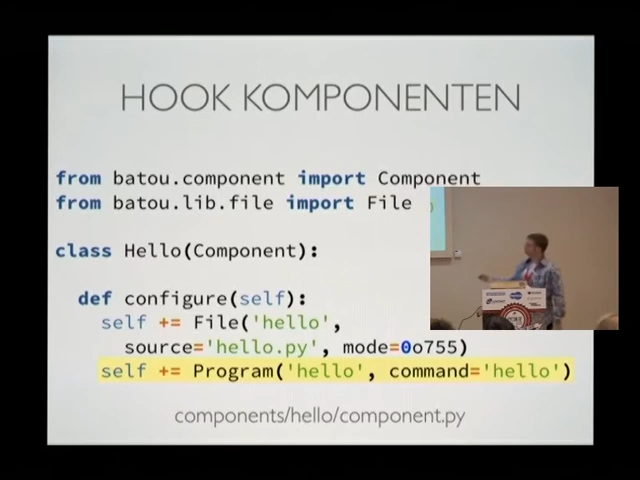 HOOK KOMPONENTEN
from batou.component import Component
from batou.lib.file import File
class Hello(Component):
def configure(self):
self += File('hello',
source='hello.py', mode=0o755)
self += Program('hello', command='hello')
components/hello/component.py